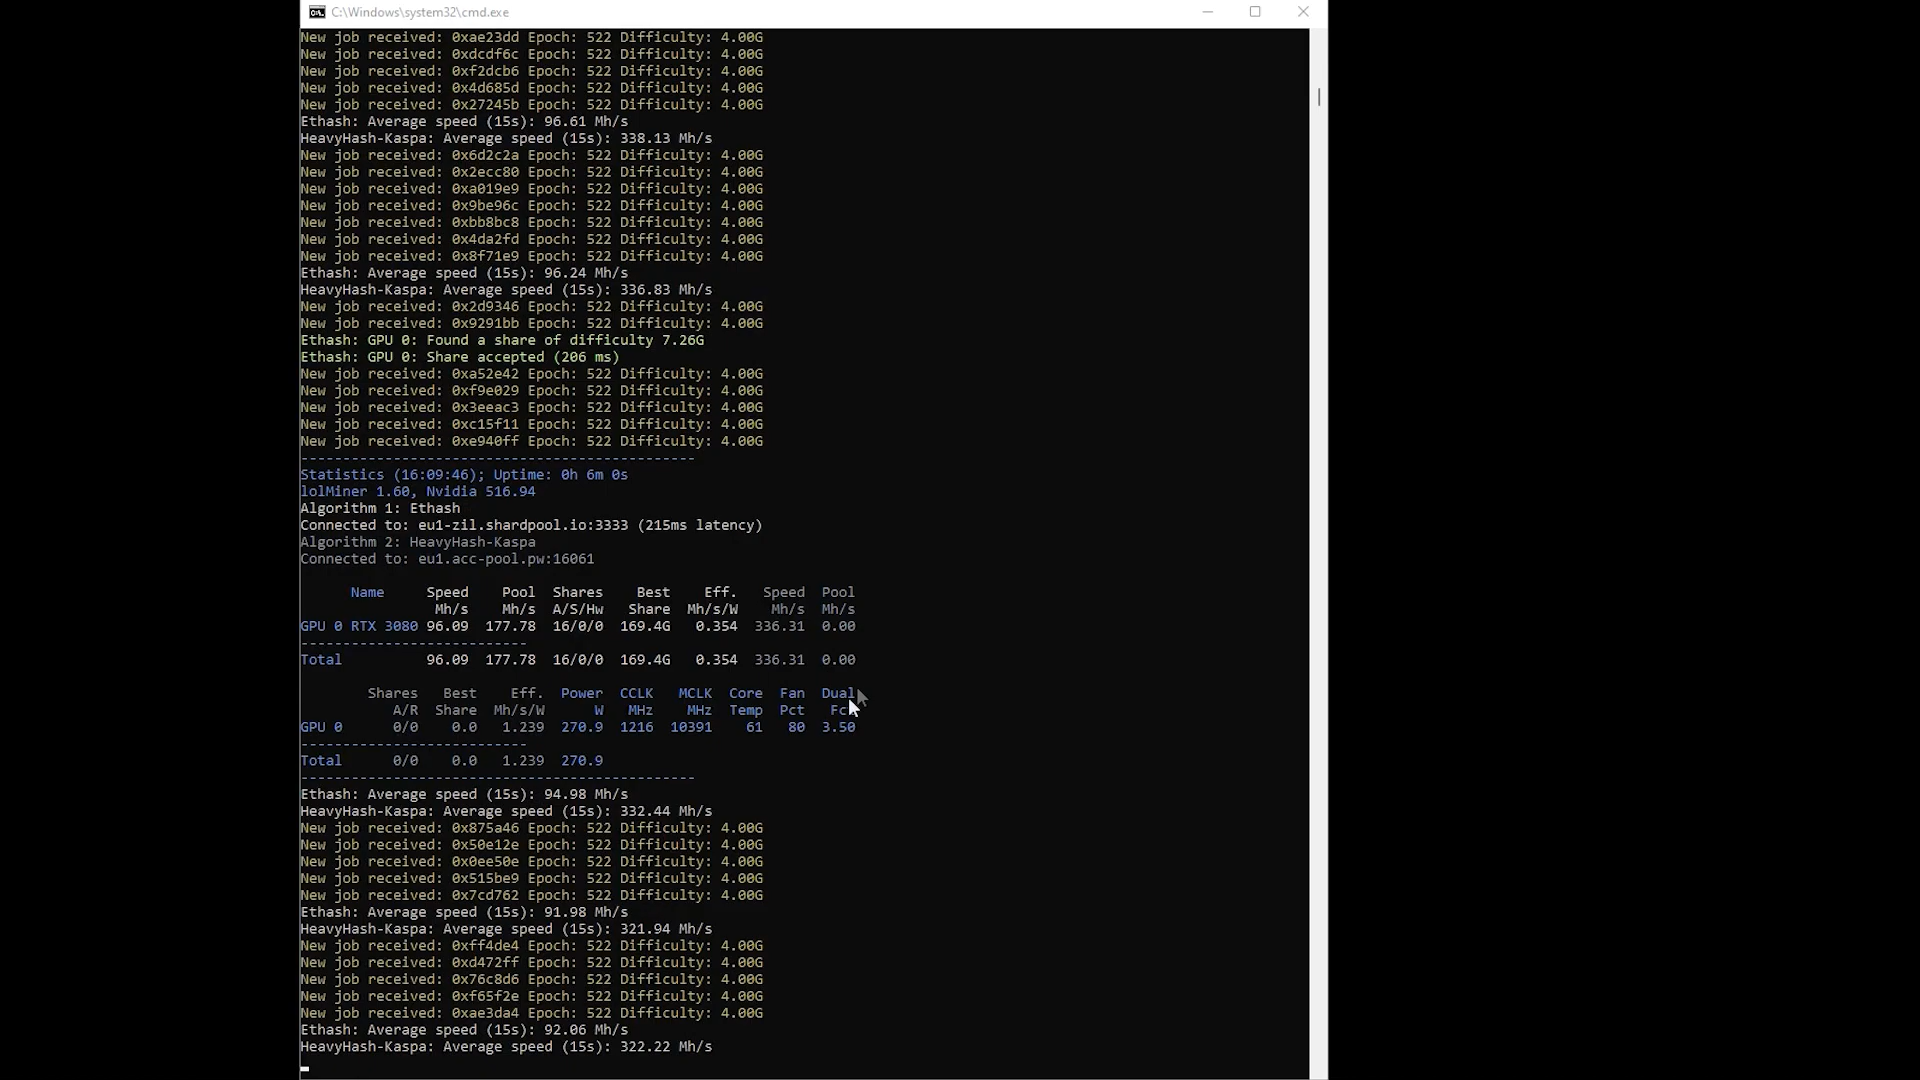 C:\Windows\system32\cmd.exe
New job received: 0xae23dd Epoch: 522 Difficulty: 4.00G
New job received: 0xdcdf6c Epoch: 522 Difficulty: 4.00G
New job received: 0xf2dcb6 Epoch: 522 Difficulty: 4.00G
New job received: 0x4d685d Epoch: 522 Difficulty: 4.00G
New job received: 0x27245b Epoch: 522 Difficulty: 4.00G
Ethash: Average speed (15s): 96.61 Mh/s
HeavyHash-Kaspa: Average speed (15s): 338.13 Mh/s
New job received: 0x6d2c2a Epoch: 522 Difficulty: 4.00G
New job received: 0x2ecc80 Epoch: 522 Difficulty: 4.00G
New job received: 0xa019e9 Epoch: 522 Difficulty: 4.00G
New job received: 0x9be96c Epoch: 522 Difficulty: 4.00G
New job received: 0xbb8bc8 Epoch: 522 Difficulty: 4.00G
New job received: 0x4da2fd Epoch: 522 Difficulty: 4.00G
New job received: 0x8f71e9 Epoch: 522 Difficulty: 4.00G
Ethash: Average speed (15s): 96.24 Mh/s
HeavyHash-Kaspa: Average speed (15s): 336.83 Mh/s
New job received: 0x2d9346 Epoch: 522 Difficulty: 4.00G
New job received: 0x9291bb Epoch: 522 Difficulty: 4.00G
Ethash: GPU 0: Found a share of difficulty 7.26G
Ethash: GPU 0: Share accepted (206 ms)
New job received: 0xa52e42 Epoch: 522 Difficulty: 4.00G
New job received: 0xf9e029 Epoch: 522 Difficulty: 4.00G
New job received: 0x3eeac3 Epoch: 522 Difficulty: 4.00G
New job received: 0xc15f11 Epoch: 522 Difficulty: 4.00G
New job received: 0xe940ff Epoch: 522 Difficulty: 4.00G
-----------------------------------------------
Statistics (16:09:46); Uptime: 0h 6m 0s
lolMiner 1.60, Nvidia 516.94
Algorithm 1: Ethash
Connected to: eu1-zil.shardpool.io:3333 (215ms latency)
Algorithm 2: HeavyHash-Kaspa
Connected to: eu1.acc-pool.pw:16061
Name Speed Pool Shares Best Eff. Speed Pool
Mh/s Mh/s A/S/Hw Share Mh/s/W Mh/s Mh/s
GPU 0 RTX 3080 96.09 177.78 16/0/0 169.4G 0.354 336.31 0.00
---------------------------
Total 96.09 177.78 16/0/0 169.4G 0.354 336.31 0.00
Shares Best Eff. Power CCLK MCLK Core Fan Dual
A/R Share Mh/s/W W MHz MHz Temp Pct
GPU 0 0/0 0.0 1.239 270.9 1216 10391 61 80 3.50
---------------------------
Total 0/0 0.0 1.239 270.9
-----------------------------------------------
Ethash: Average speed (15s): 94.98 Mh/s
HeavyHash-Kaspa: Average speed (15s): 332.44 Mh/s
New job received: 0x875a46 Epoch: 522 Difficulty: 4.00G
New job received: 0x50e12e Epoch: 522 Difficulty: 4.00G
New job received: 0x0ee50e Epoch: 522 Difficulty: 4.00G
New job received: 0x515be9 Epoch: 522 Difficulty: 4.00G
New job received: 0x7cd762 Epoch: 522 Difficulty: 4.00G
Ethash: Average speed (15s): 91.98 Mh/s
HeavyHash-Kaspa: Average speed (15s): 321.94 Mh/s
New job received: 0xff4de4 Epoch: 522 Difficulty: 4.00G
New job received: 0xd472ff Epoch: 522 Difficulty: 4.00G
New job received: 0x76c8d6 Epoch: 522 Difficulty: 4.00G
New job received: 0xf65f2e Epoch: 522 Difficulty: 4.00G
New job received: 0xae3da4 Epoch: 522 Difficulty: 4.00G
Ethash: Average speed (15s): 92.06 Mh/s
HeavyHash-Kaspa: Average speed (15s): 322.22 Mh/s